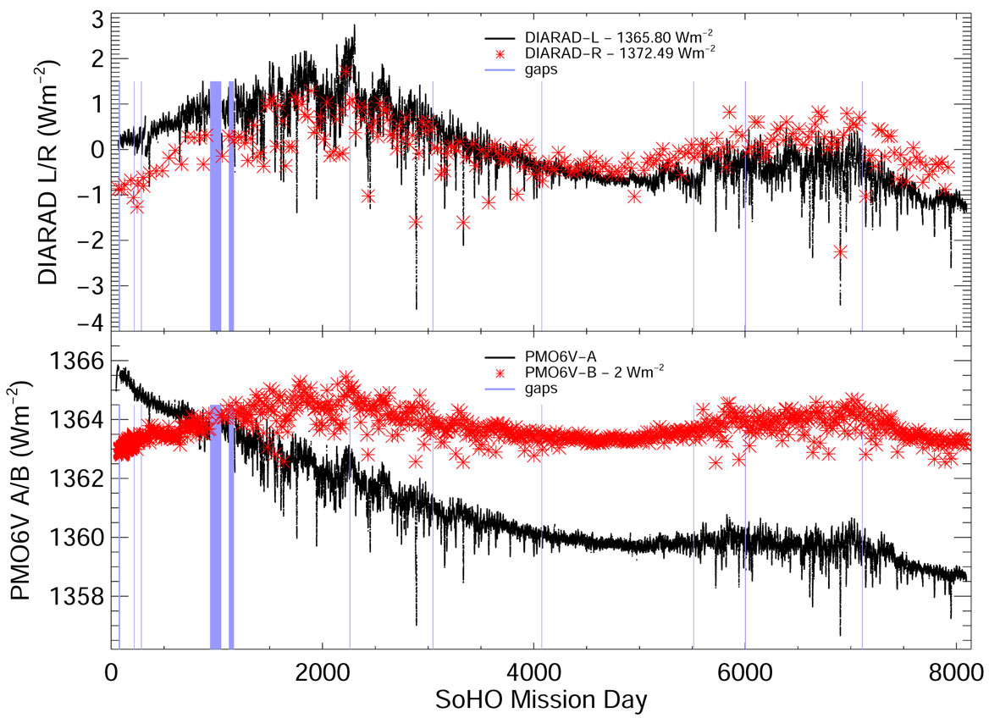 3
2
1
0
−1
−2
−3
−4
DIARAD L/R (Wm⁻²)
DIARAD−L − 1365.80 Wm⁻²
DIARAD−R − 1372.49 Wm⁻²
gaps
1366
1364
1362
1360
1358
PMO6V A/B (Wm⁻²)
PMO6V−A
PMO6V−B − 2 Wm⁻²
gaps
0 2000 4000 6000 8000
SoHO Mission Day